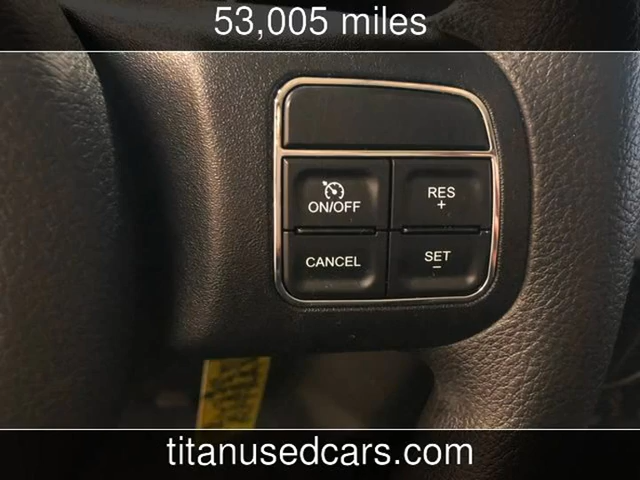 53,005 miles
ON/OFF
RES
+
CANCEL
SET
–
titanusedcars.com